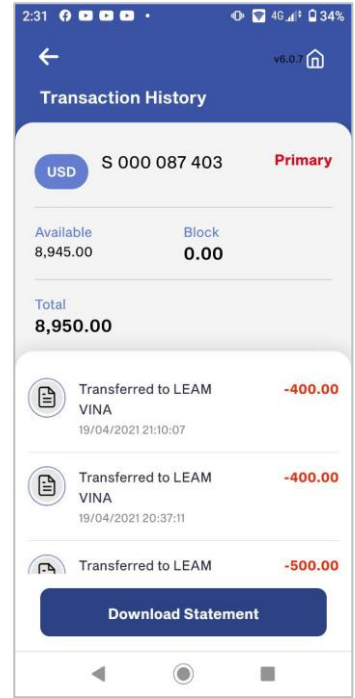 2:31 4G 34%
v6.0.7
Transaction History
USD S 000 087 403 Primary
Available Block
8,945.00 0.00
Total
8,950.00
Transferred to LEAM -400.00
VINA
19/04/2021 21:10:07
Transferred to LEAM -400.00
VINA
19/04/2021 20:37:11
Transferred to LEAM -500.00
Download Statement